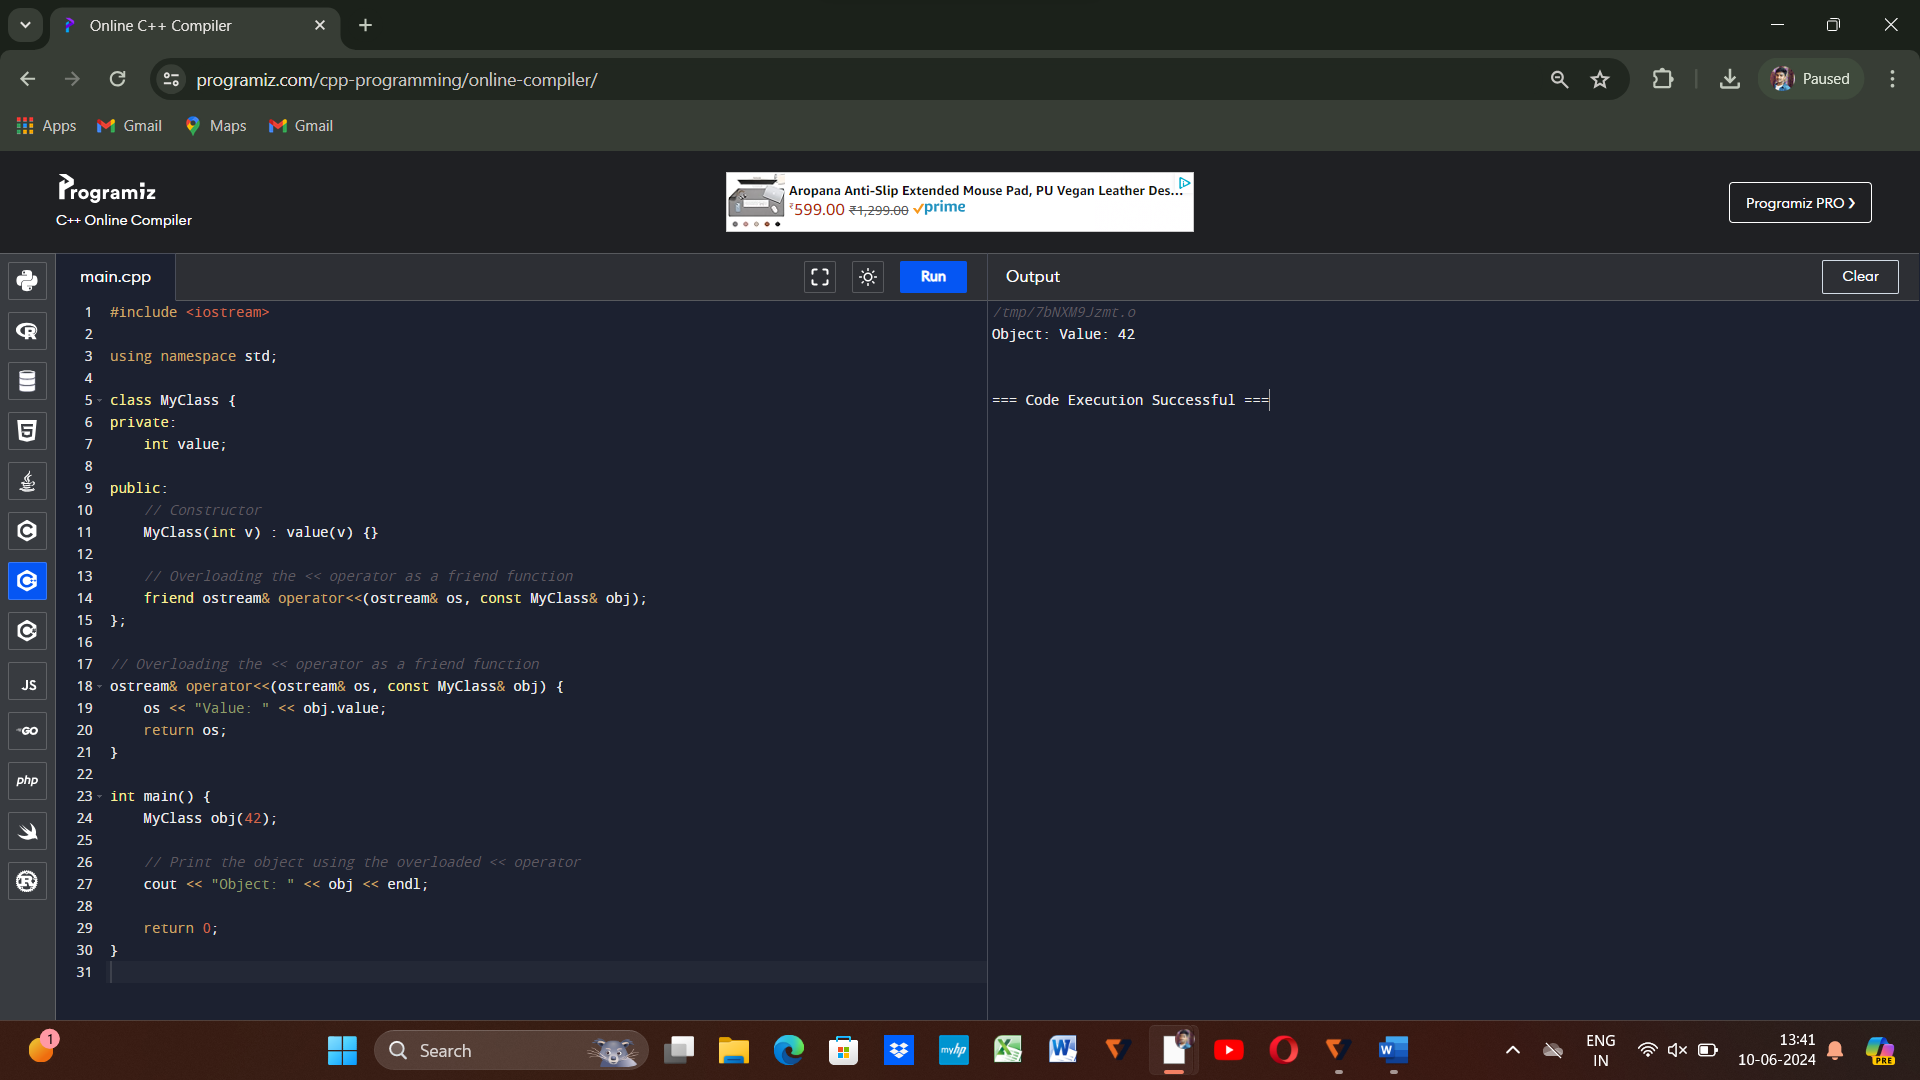 Online C++ Compiler
programiz.com/cpp-programming/online-compiler/
Paused
Apps
Gmail
Maps
Gmail
Programiz
C++ Online Compiler
Aropana Anti-Slip Extended Mouse Pad, PU Vegan Leather Des...
₹599.00 ₹1,299.00 prime
Programiz PRO ›
main.cpp
Run
Output
Clear
1 #include <iostream>
2
3 using namespace std;
4
5 class MyClass {
6 private:
7     int value;
8
9 public:
10     // Constructor
11     MyClass(int v) : value(v) {}
12
13     // Overloading the << operator as a friend function
14     friend ostream& operator<<(ostream& os, const MyClass& obj);
15 };
16
17 // Overloading the << operator as a friend function
18 ostream& operator<<(ostream& os, const MyClass& obj) {
19     os << "Value: " << obj.value;
20     return os;
21 }
22
23 int main() {
24     MyClass obj(42);
25
26     // Print the object using the overloaded << operator
27     cout << "Object: " << obj << endl;
28
29     return 0;
30 }
31
/tmp/7bNXM9Jzmt.o
Object: Value: 42
=== Code Execution Successful ===
JS
GO
php
1
Search
myhp
ENG
IN
13:41
10-06-2024
PRE